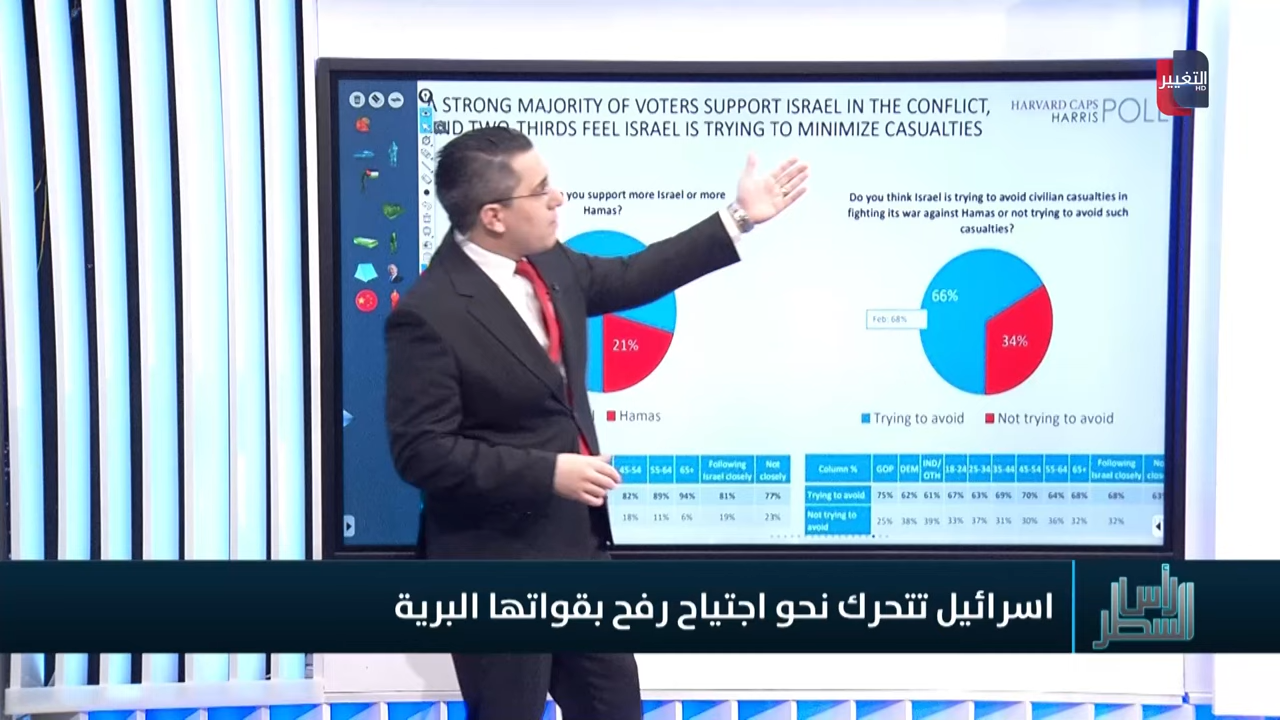 التغيير
HD
A STRONG MAJORITY OF VOTERS SUPPORT ISRAEL IN THE CONFLICT,
TWO-THIRDS FEEL ISRAEL IS TRYING TO MINIMIZE CASUALTIES
HARVARD CAPS
HARRIS POLL
you support more Israel or more
Hamas?
21%
Hamas
Do you think Israel is trying to avoid civilian casualties in
fighting its war against Hamas or not trying to avoid such
casualties?
66%
Feb: 68%
34%
Trying to avoid Not trying to avoid
45-54 55-64 65+ Following Israel closely Not closely
82% 89% 94% 81% 77%
18% 11% 6% 19% 23%
Column % GOP DEM IND/OTH 18-24 25-34 35-44 45-54 55-64 65+ Following Israel closely
Trying to avoid 75% 62% 61% 67% 63% 69% 70% 64% 68% 68% 63
Not trying to avoid 25% 38% 39% 33% 37% 31% 30% 36% 32% 32%
اسرائيل تتحرك نحو اجتياح رفح بقواتها البرية
رأس
السطر